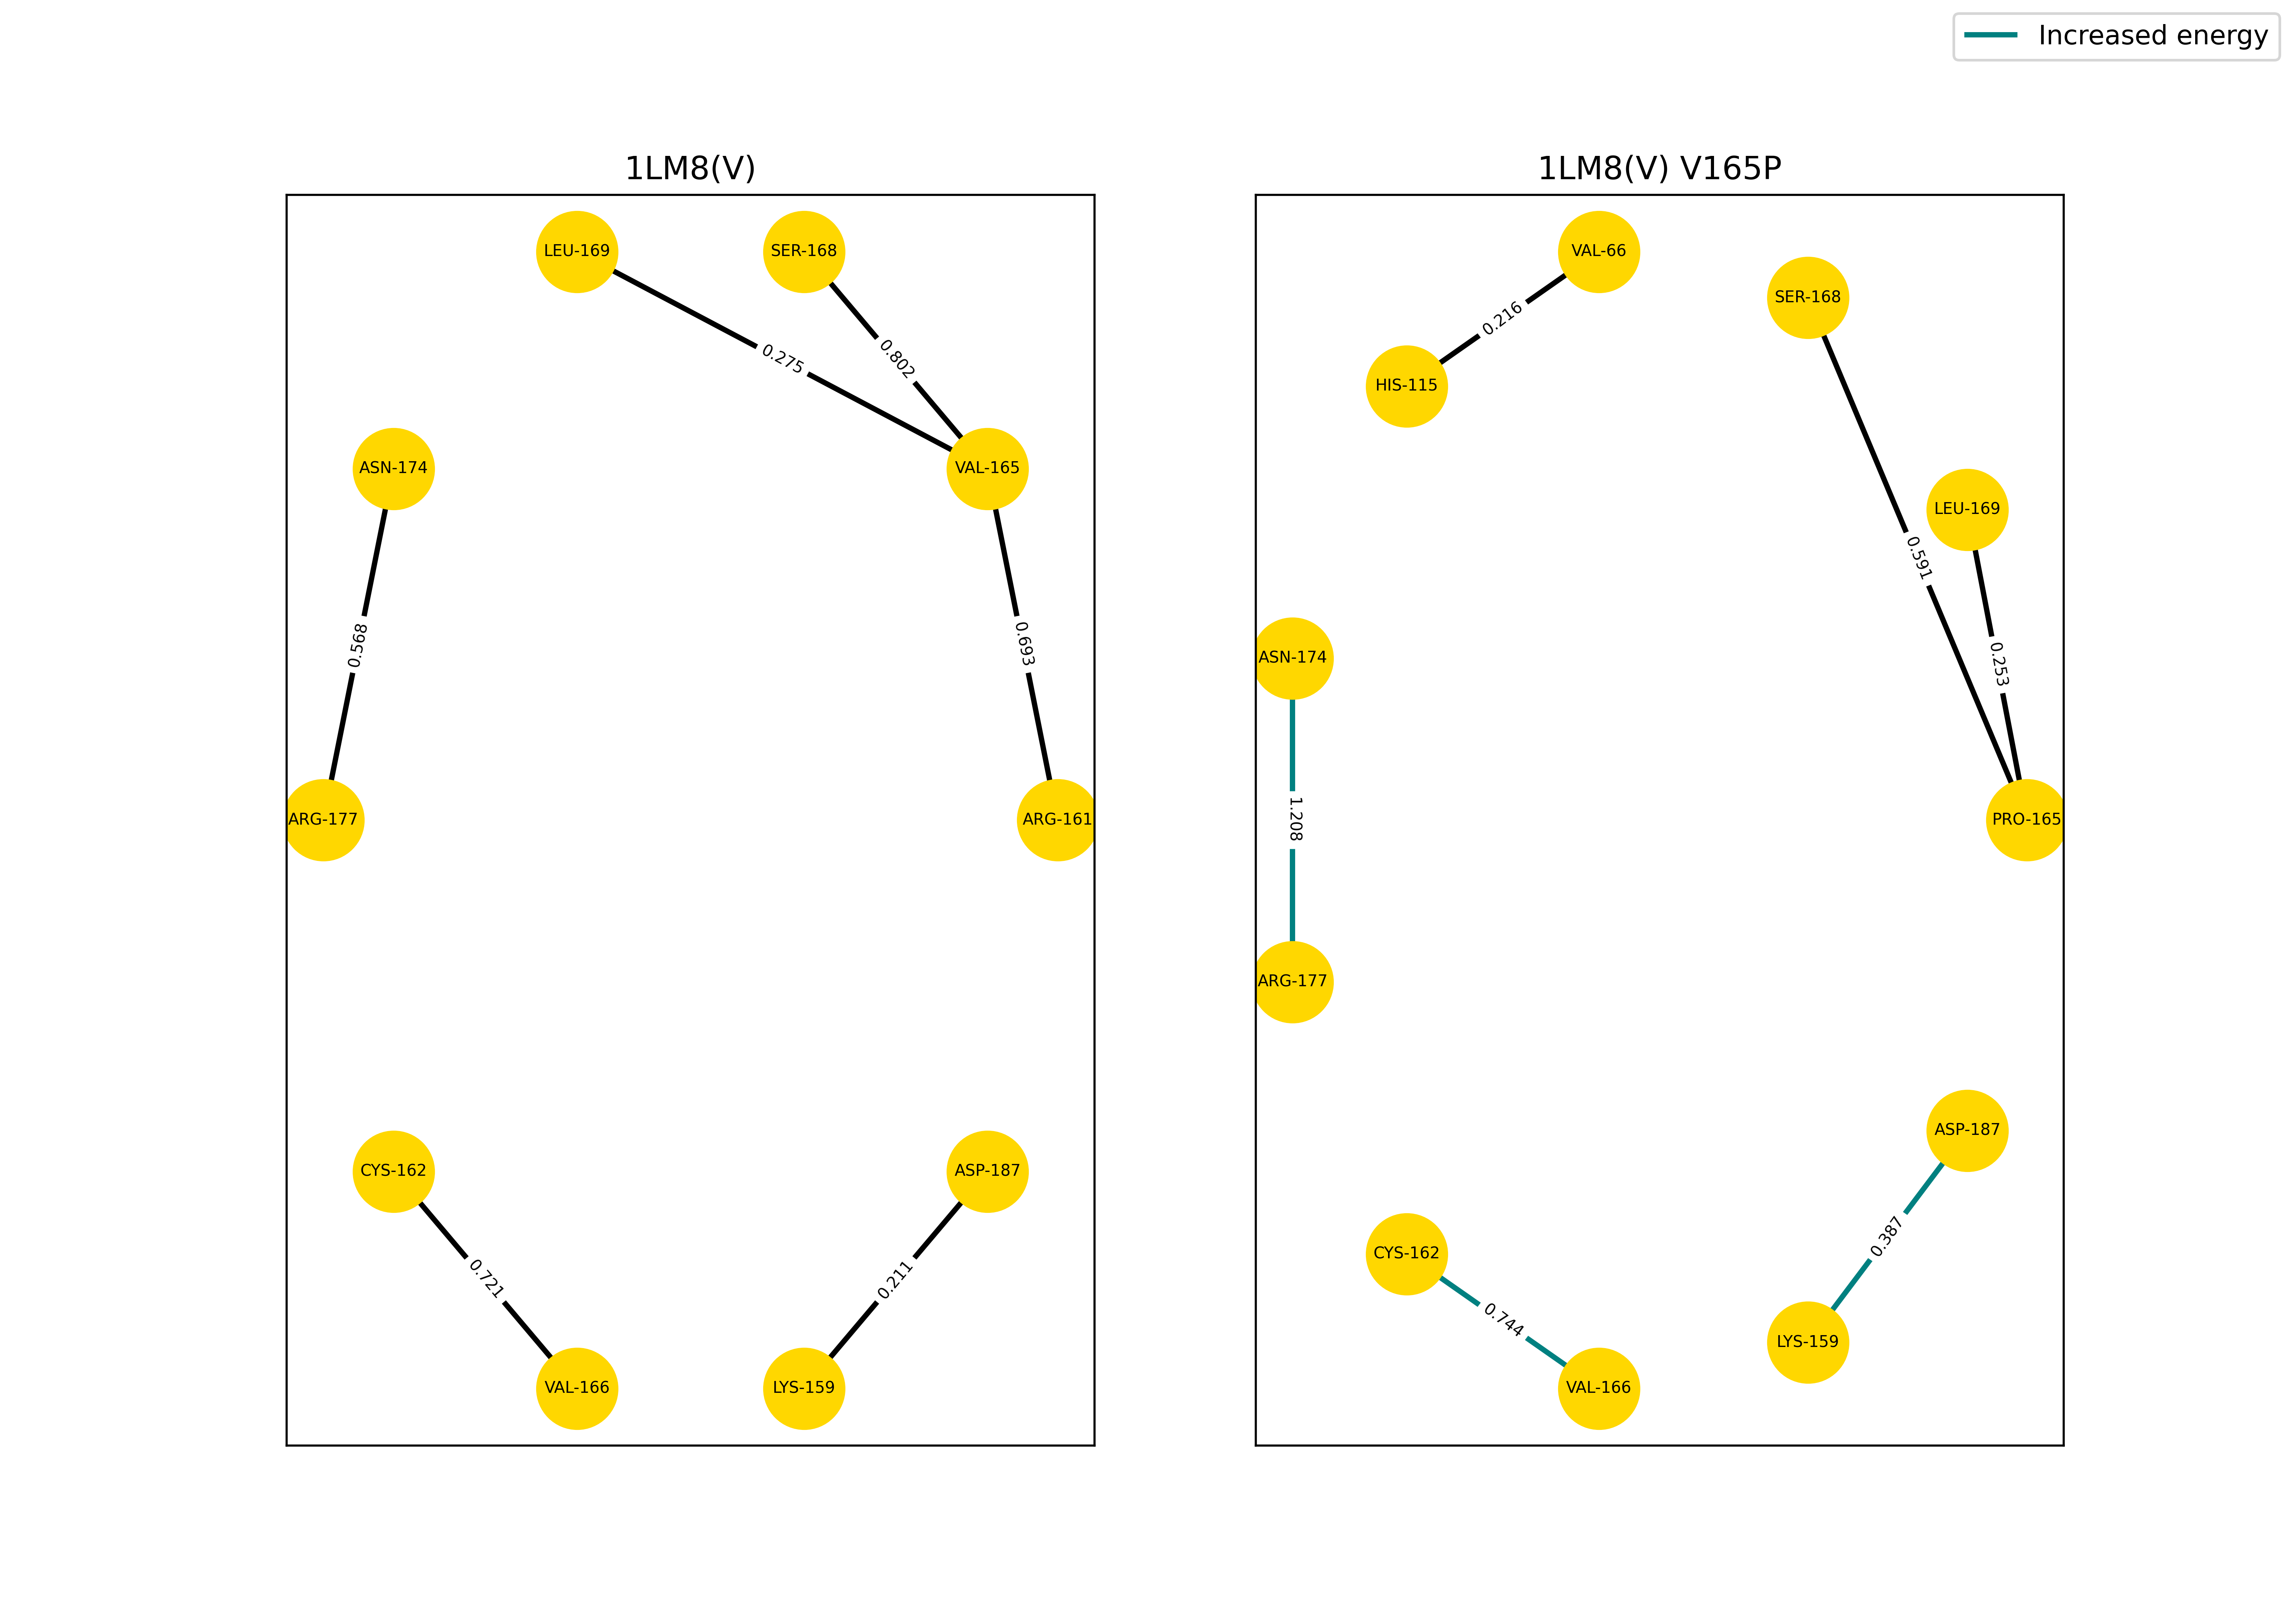 Increased energy
1LM8(V)
LEU-169
SER-168
0.275
0.802
ASN-174
VAL-165
0.568
0.693
ARG-177
ARG-161
CYS-162
ASP-187
0.721
0.211
VAL-166
LYS-159
1LM8(V) V165P
VAL-66
SER-168
0.216
HIS-115
LEU-169
0.591
ASN-174
0.253
1.208
PRO-165
ARG-177
ASP-187
0.387
CYS-162
0.744
LYS-159
VAL-166